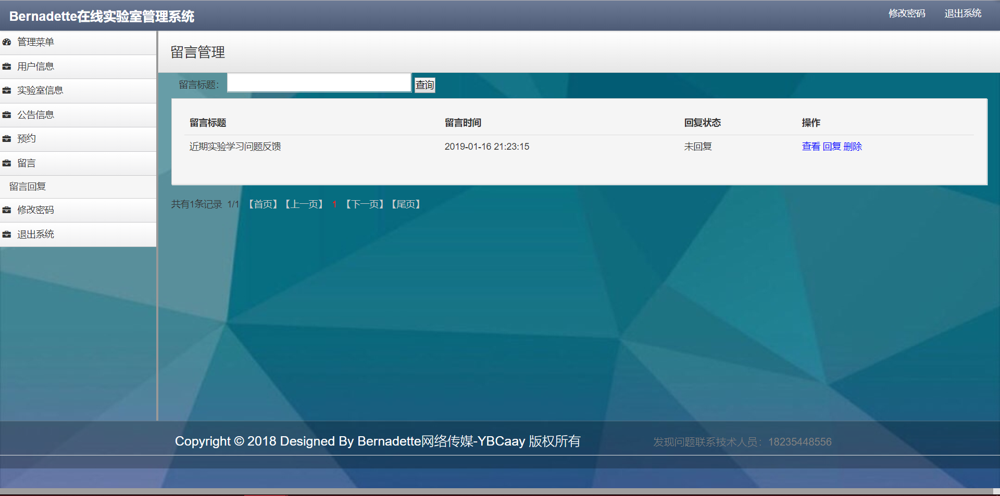 Bernadette在线实验室管理系统
修改密码 退出系统
管理菜单
用户信息
实验室信息
公告信息
预约
留言
留言回复
修改密码
退出系统
留言管理
留言标题： 查询
留言标题 留言时间 回复状态 操作
近期实验学习问题反馈 2019-01-16 21:23:15 未回复 查看 回复 删除
共有1条记录 1/1 【首页】【上一页】 1 【下一页】【尾页】
Copyright © 2018 Designed By Bernadette网络传媒-YBCaay 版权所有
发现问题联系技术人员：18235448556